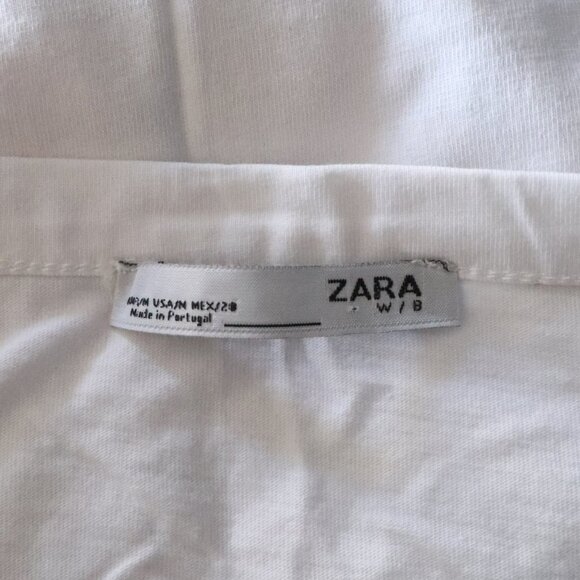 ZARA
W / B
EUR/M USA/M MEX/28
Made in Portugal